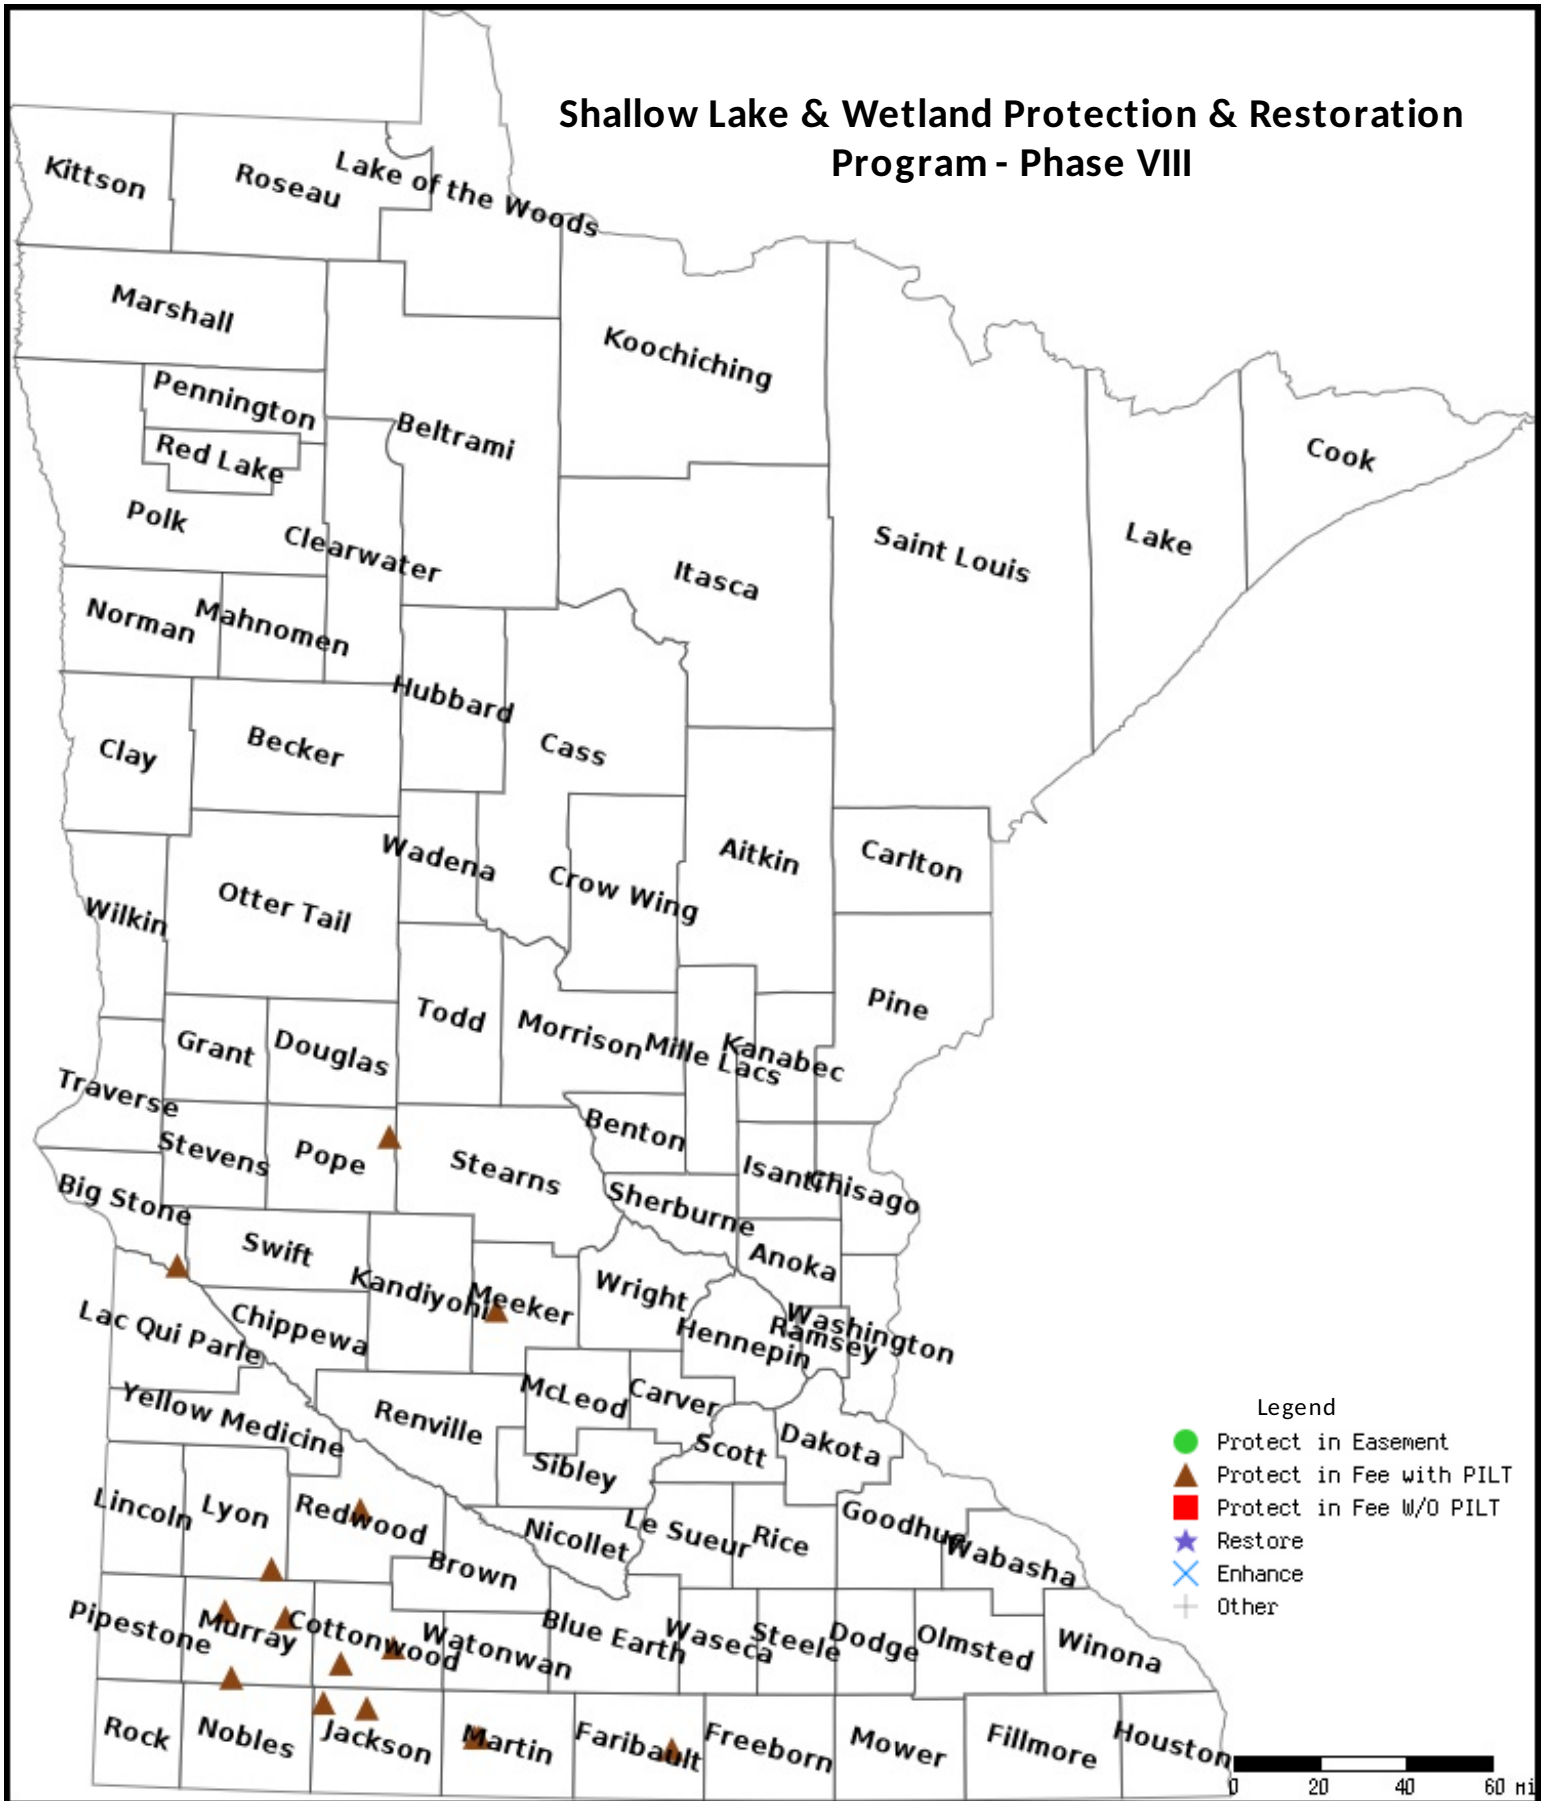 Shallow Lake & Wetland Protection & Restoration
Program - Phase VIII
Kittson
Roseau
Lake of the Woods
Marshall
Koochiching
Pennington
Beltrami
Red Lake
Cook
Polk
Clearwater
Saint Louis
Lake
Itasca
Norman
Mahnomen
Hubbard
Clay
Becker
Cass
Wadena
Aitkin
Carlton
Crow Wing
Otter Tail
Wilkin
Pine
Todd
Morrison
Mille Lacs
Kanabec
Grant
Douglas
Traverse
Benton
Stevens
Pope
Stearns
Isanti
Chisago
Big Stone
Sherburne
Swift
Anoka
Kandiyohi
Meeker
Wright
Washington
Ramsey
Hennepin
Chippewa
Lac Qui Parle
McLeod
Carver
Yellow Medicine
Renville
Scott
Dakota
Sibley
Lincoln
Lyon
Redwood
Nicollet
Le Sueur
Rice
Goodhue
Wabasha
Brown
Pipestone
Murray
Cottonwood
Watonwan
Blue Earth
Waseca
Steele
Dodge
Olmsted
Winona
Rock
Nobles
Jackson
Martin
Faribault
Freeborn
Mower
Fillmore
Houston
Legend
Protect in Easement
Protect in Fee with PILT
Protect in Fee W/O PILT
Restore
Enhance
Other
0 20 40 60 mi